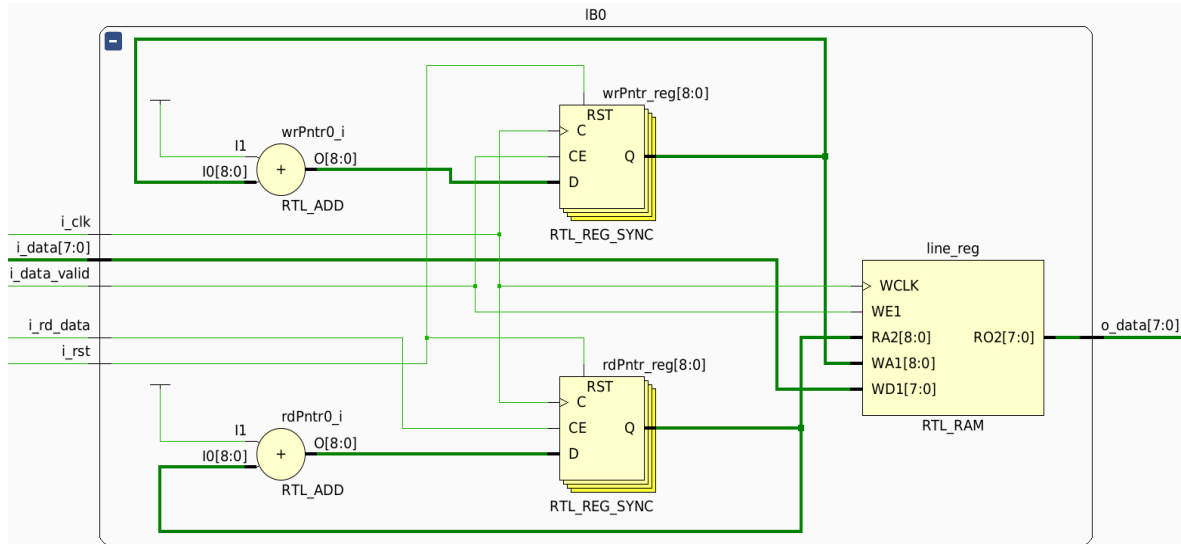 lB0
−
wrPntr_reg[8:0]
RST
wrPntr0_i
C
I1
O[8:0]
CE
Q
I0[8:0]
+
D
RTL_ADD
i_clk
RTL_REG_SYNC
i_data[7:0]
line_reg
i_data_valid
WCLK
WE1
i_rd_data
RA2[8:0]
RO2[7:0]
o_data[7:0]
i_rst
WA1[8:0]
rdPntr_reg[8:0]
RST
WD1[7:0]
C
rdPntr0_i
RTL_RAM
I1
O[8:0]
CE
Q
I0[8:0]
+
D
RTL_ADD
RTL_REG_SYNC